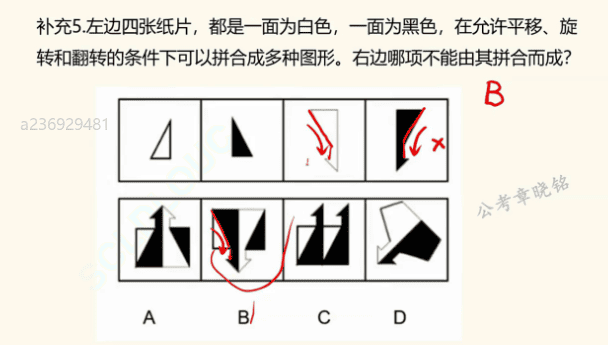 补充5.左边四张纸片，都是一面为白色，一面为黑色，在允许平移、旋
转和翻转的条件下可以拼合成多种图形。右边哪项不能由其拼合而成？
B
a236929481
公考章晓铭
A B C D